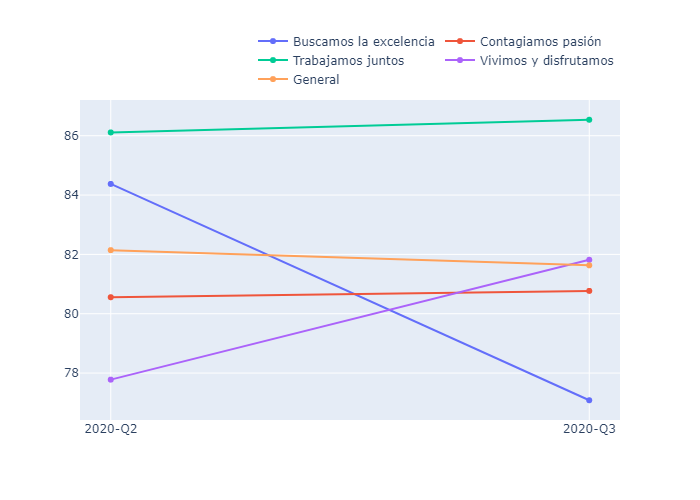 Buscamos la excelencia Contagiamos pasión
Trabajamos juntos Vivimos y disfrutamos
General
86
84
82
80
78
2020-Q2 2020-Q3